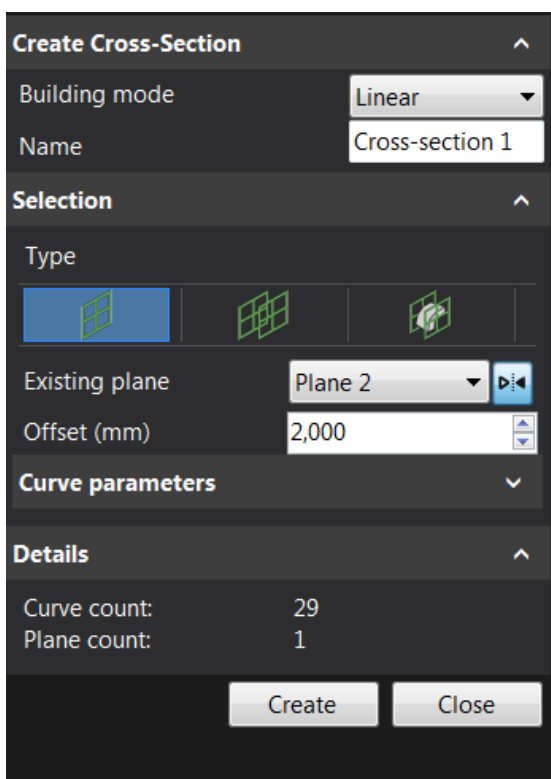 Create Cross-Section
Building mode Linear
Name Cross-section 1
Selection
Type
Existing plane Plane 2
Offset (mm) 2,000
Curve parameters
Details
Curve count: 29
Plane count: 1
Create Close